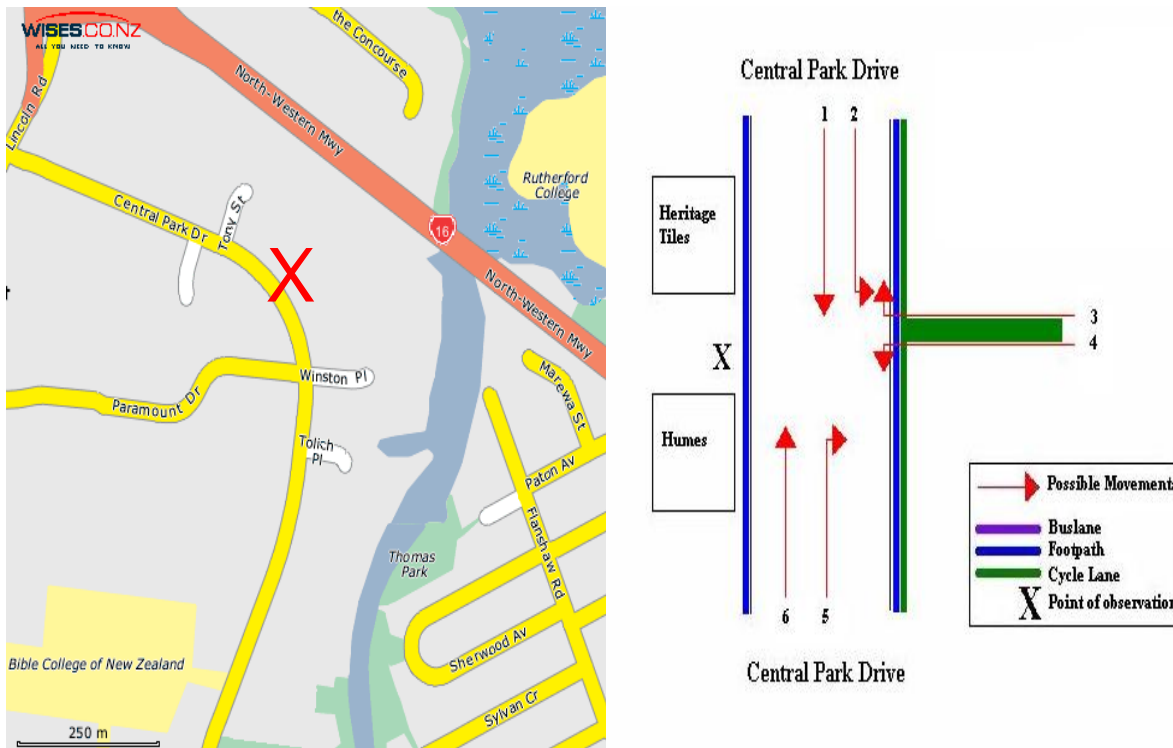 WISES.CO.NZ
ALL YOU NEED TO KNOW
the Concourse
Lincoln Rd
North-Western Mwy
Rutherford
College
Central Park Dr
Tony St
16
North-Western Mwy
X
Winston Pl
Paramount Dr
Marewa St
Tolich
Pl
Paton Av
Flanshaw Rd
Thomas
Park
Sherwood Av
Bible College of New Zealand
Sylvan Cr
250 m
Central Park Drive
1 2
Heritage
Tiles
3
4
X
Humes
6 5
Central Park Drive
Possible Movements
Buslane
Footpath
Cycle Lane
X Point of observation